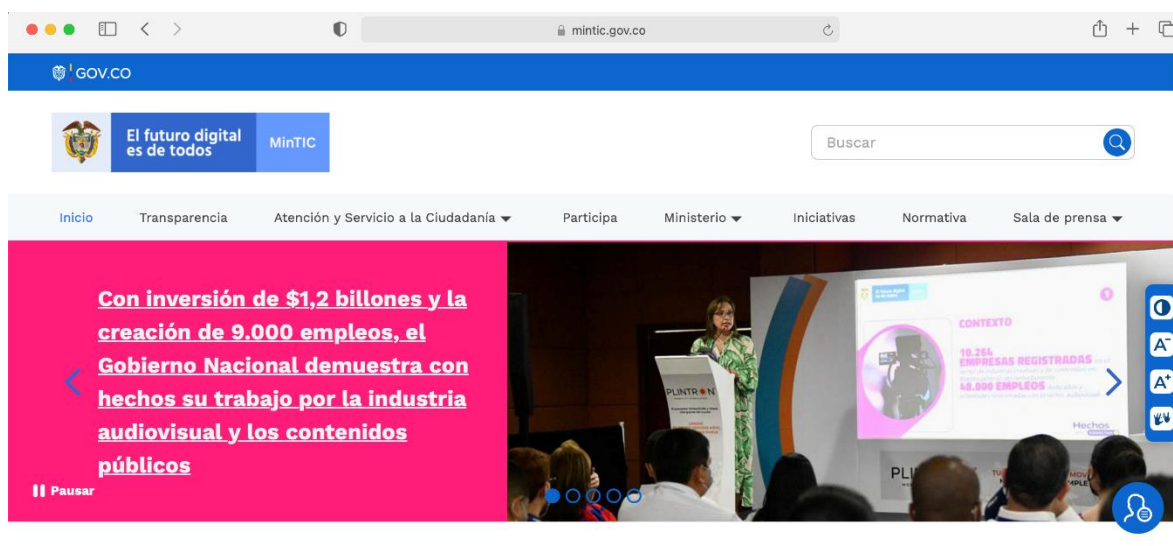 mintic.gov.co
GOV.CO
El futuro digital
es de todos
MinTIC
Buscar
Inicio Transparencia Atención y Servicio a la Ciudadanía Participa Ministerio Iniciativas Normativa Sala de prensa
Con inversión de $1,2 billones y la
creación de 9.000 empleos, el
Gobierno Nacional demuestra con
hechos su trabajo por la industria
audiovisual y los contenidos
públicos
Pausar
PLINTRON
CONTEXTO
10.264
EMPRESAS REGISTRADAS
48.000 EMPLEOS
Hechos
A-
A+